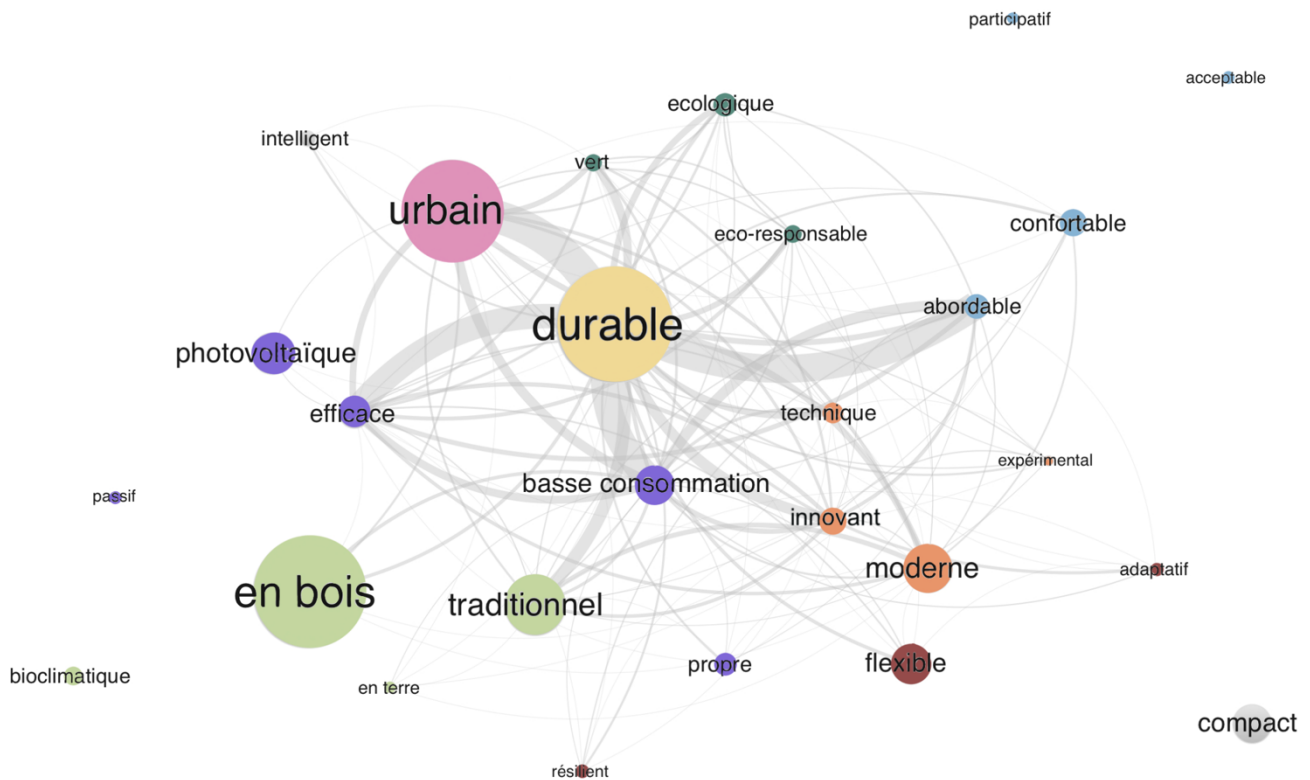 participatif
acceptable
ecologique
intelligent
vert
urbain
confortable
eco-responsable
abordable
durable
photovoltaïque
efficace
technique
expérimental
basse consommation
passif
innovant
moderne
adaptatif
en bois
traditionnel
propre
flexible
bioclimatique
en terre
compact
résilient